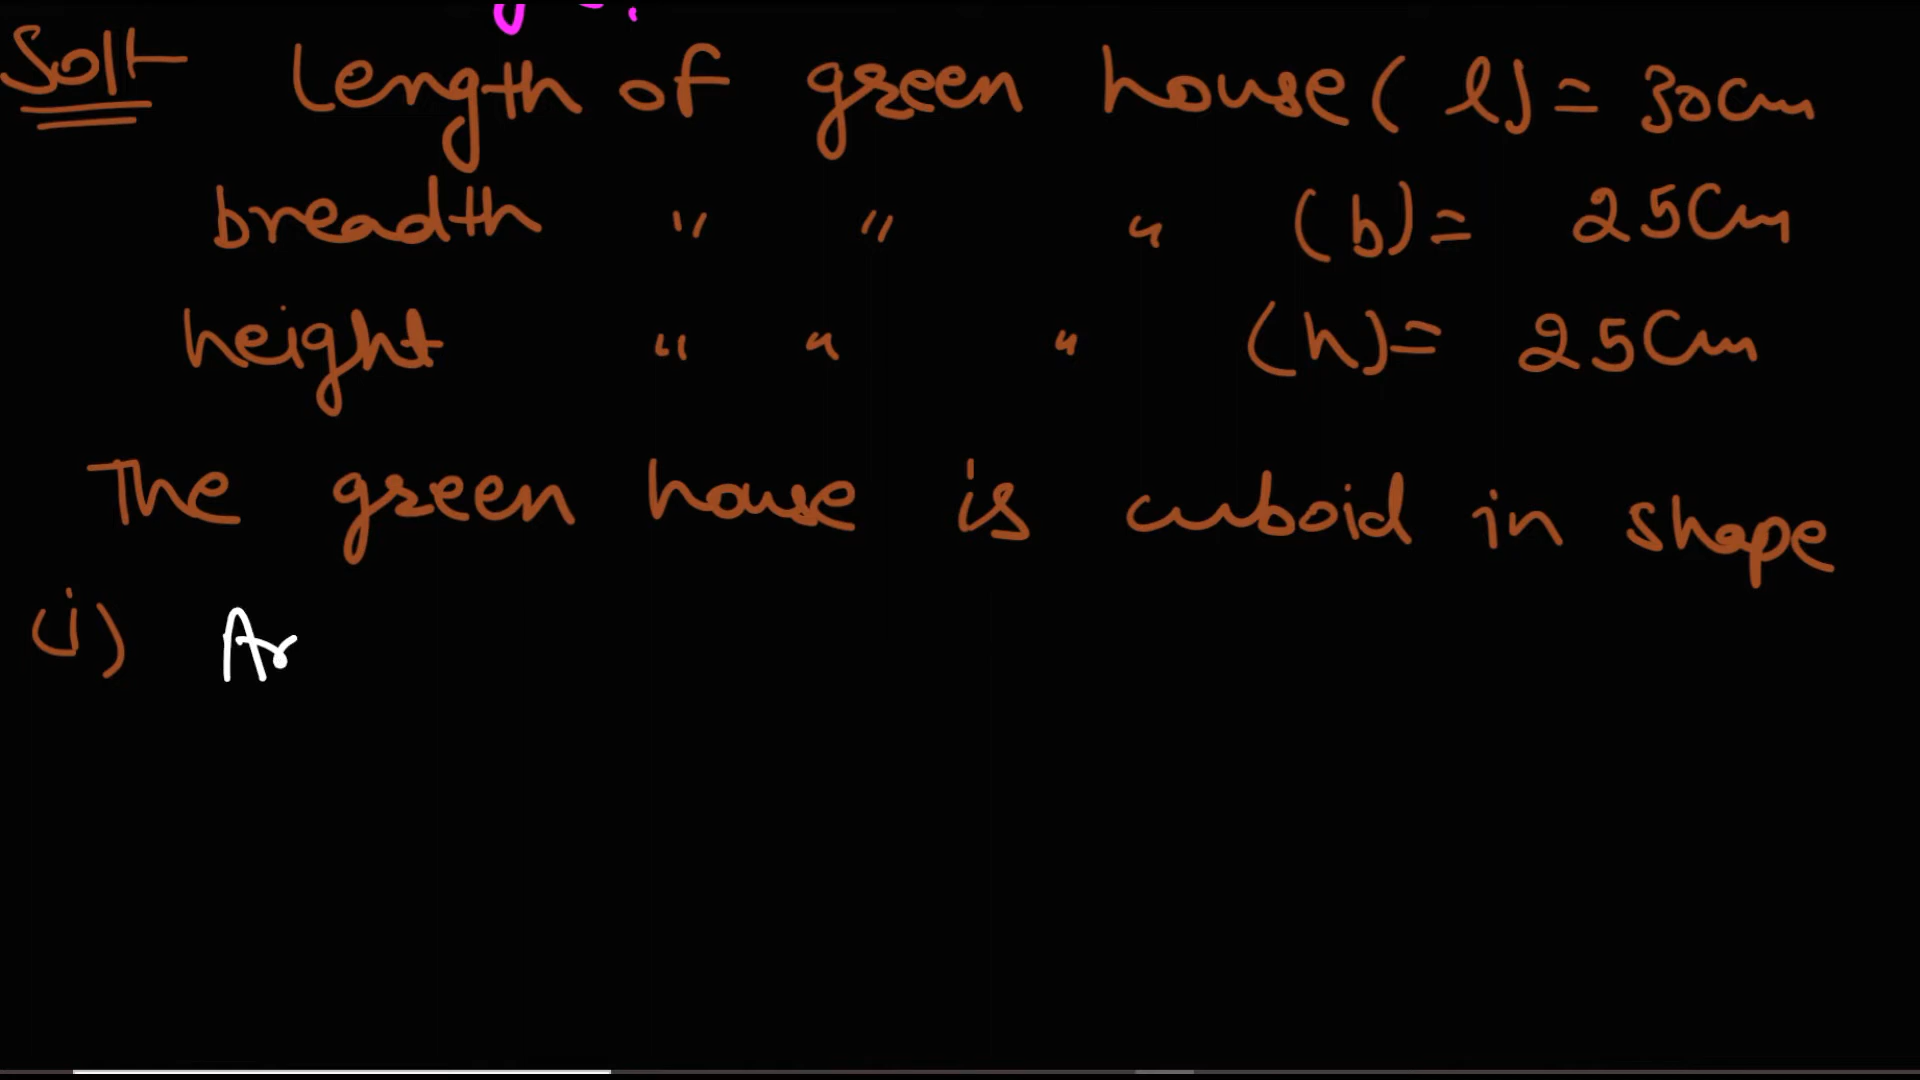 Sol:-  Length of green house (l) = 30cm
breadth " " " (b) = 25cm
height " " " (h) = 25cm
The green house is cuboid in shape
(i) Ar